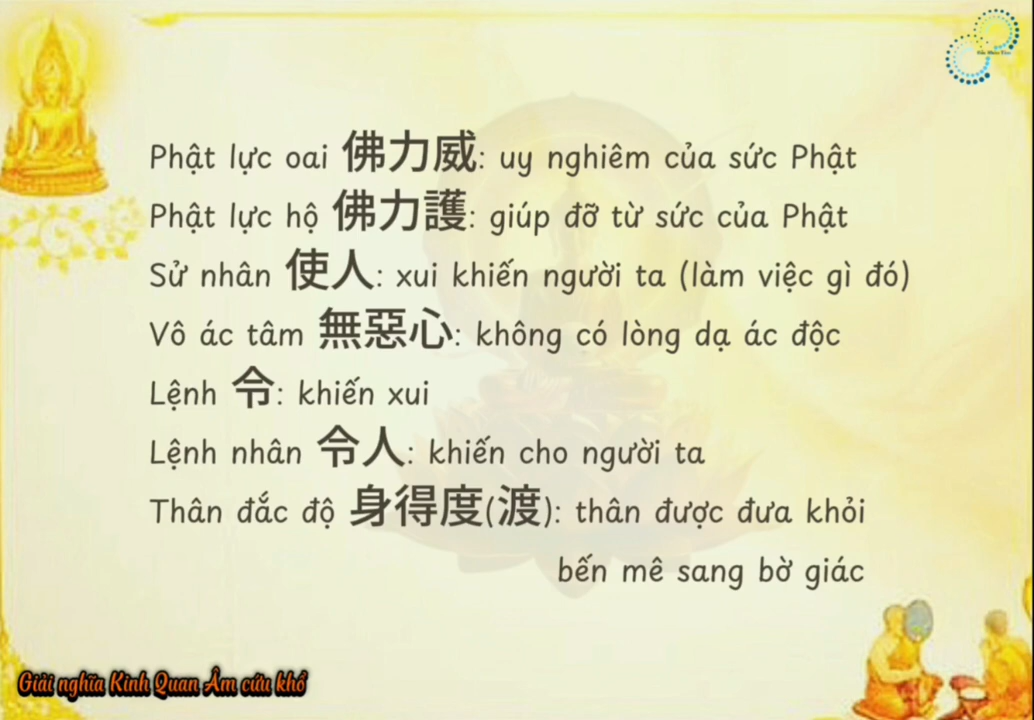 Phật lực oai 佛力威: uy nghiêm của sức Phật
Phật lực hộ 佛力護: giúp đỡ từ sức của Phật
Sử nhân 使人: xui khiến người ta (làm việc gì đó)
Vô ác tâm 無惡心: không có lòng dạ ác độc
Lệnh 令: khiến xui
Lệnh nhân 令人: khiến cho người ta
Thân đắc độ 身得度(渡): thân được đưa khỏi
bến mê sang bờ giác
Giải nghĩa Kinh Quan Âm cứu khổ